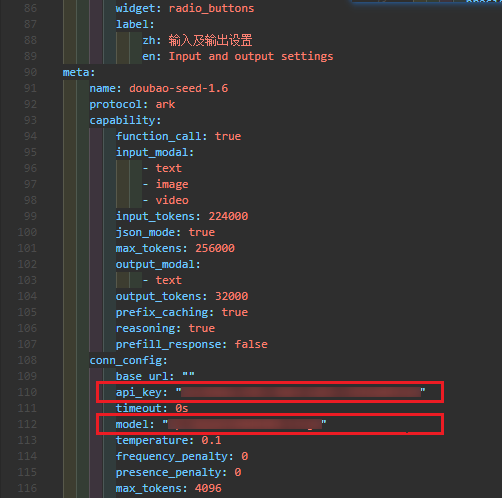 86 widget: radio_buttons
87 label:
88 zh: 输入及输出设置
89 en: Input and output settings
90 meta:
91 name: doubao-seed-1.6
92 protocol: ark
93 capability:
94 function_call: true
95 input_modal:
96 - text
97 - image
98 - video
99 input_tokens: 224000
100 json_mode: true
101 max_tokens: 256000
102 output_modal:
103 - text
104 output_tokens: 32000
105 prefix_caching: true
106 reasoning: true
107 prefill_response: false
108 conn_config:
109 base_url: ""
110 api_key: " "
111 timeout: 0s
112 model: " "
113 temperature: 0.1
114 frequency_penalty: 0
115 presence_penalty: 0
116 max_tokens: 4096